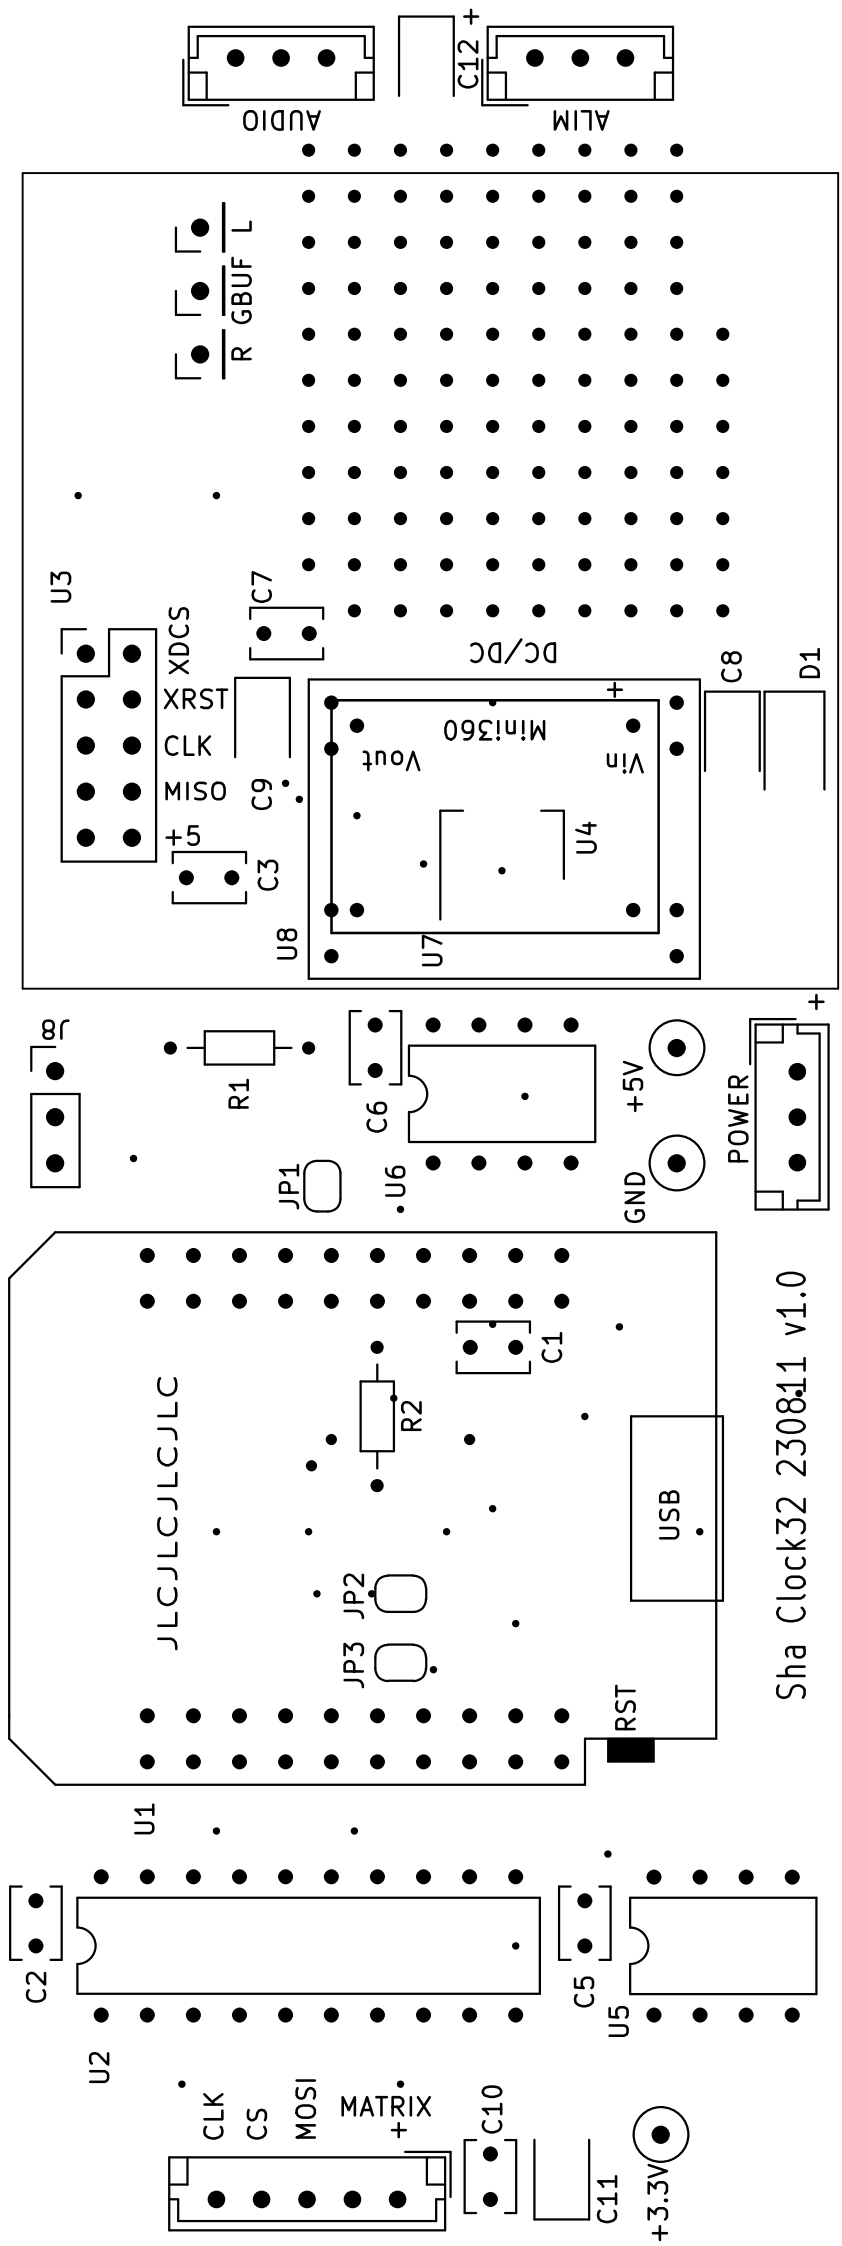 +
C12
AUDIO
ALIM
L
GBUF
R
U3
C7
XDCS
DC/DC
C8
D1
XRST
+
Mini360
CLK
Vout
Vin
MISO
C9
+5
U4
C3
U8
U7
+
J8
R1
C6
+5V
POWER
JP1
U6
GND
C1
R2
JLCJLCJLCJLC
USB
Sha Clock32 230811 v1.0
JP2
JP3
RST
U1
C2
C5
U5
U2
CLK
CS
MOSI
MATRIX
+
C10
C11
+3.3V